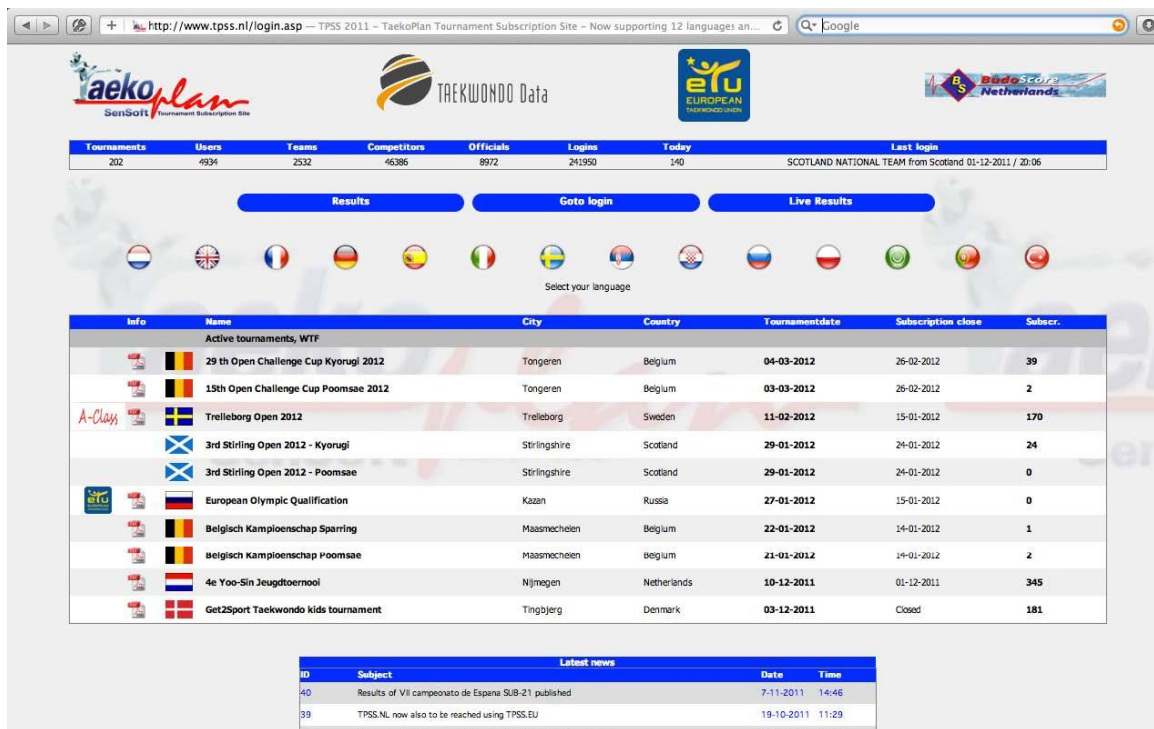 http://www.tpss.nl/login.asp — TPSS 2011 – TaekoPlan Tournament Subscription Site – Now supporting 12 languages an... Google
aekoplan
SenSoft Tournament Subscription Site
TAEKWONDO Data
etu
EUROPEAN
TAEKWONDO UNION
BS BudoScore
Netherlands
Tournaments Users Teams Competitors Officials Logins Today Last login
202 4934 2532 46386 8972 241950 140 SCOTLAND NATIONAL TEAM from Scotland 01-12-2011 / 20:06
Results Goto login Live Results
Select your language
Info Name City Country Tournamentdate Subscription close Subscr.
Active tournaments, WTF
29 th Open Challenge Cup Kyorugi 2012 Tongeren Belgium 04-03-2012 26-02-2012 39
15th Open Challenge Cup Poomsae 2012 Tongeren Belgium 03-03-2012 26-02-2012 2
A-Class Trelleborg Open 2012 Trelleborg Sweden 11-02-2012 15-01-2012 170
3rd Stirling Open 2012 - Kyorugi Stirlingshire Scotland 29-01-2012 24-01-2012 24
3rd Stirling Open 2012 - Poomsae Stirlingshire Scotland 29-01-2012 24-01-2012 0
etu European Olympic Qualification Kazan Russia 27-01-2012 15-01-2012 0
Belgisch Kampioenschap Sparring Maasmechelen Belgium 22-01-2012 14-01-2012 1
Belgisch Kampioenschap Poomsae Maasmechelen Belgium 21-01-2012 14-01-2012 2
4e Yoo-Sin Jeugdtoernooi Nijmegen Netherlands 10-12-2011 01-12-2011 345
Get2Sport Taekwondo kids tournament Tingbjerg Denmark 03-12-2011 Closed 181
Latest news
ID Subject Date Time
40 Results of VII campeonato de Espana SUB-21 published 7-11-2011 14:46
39 TPSS.NL now also to be reached using TPSS.EU 19-10-2011 11:29